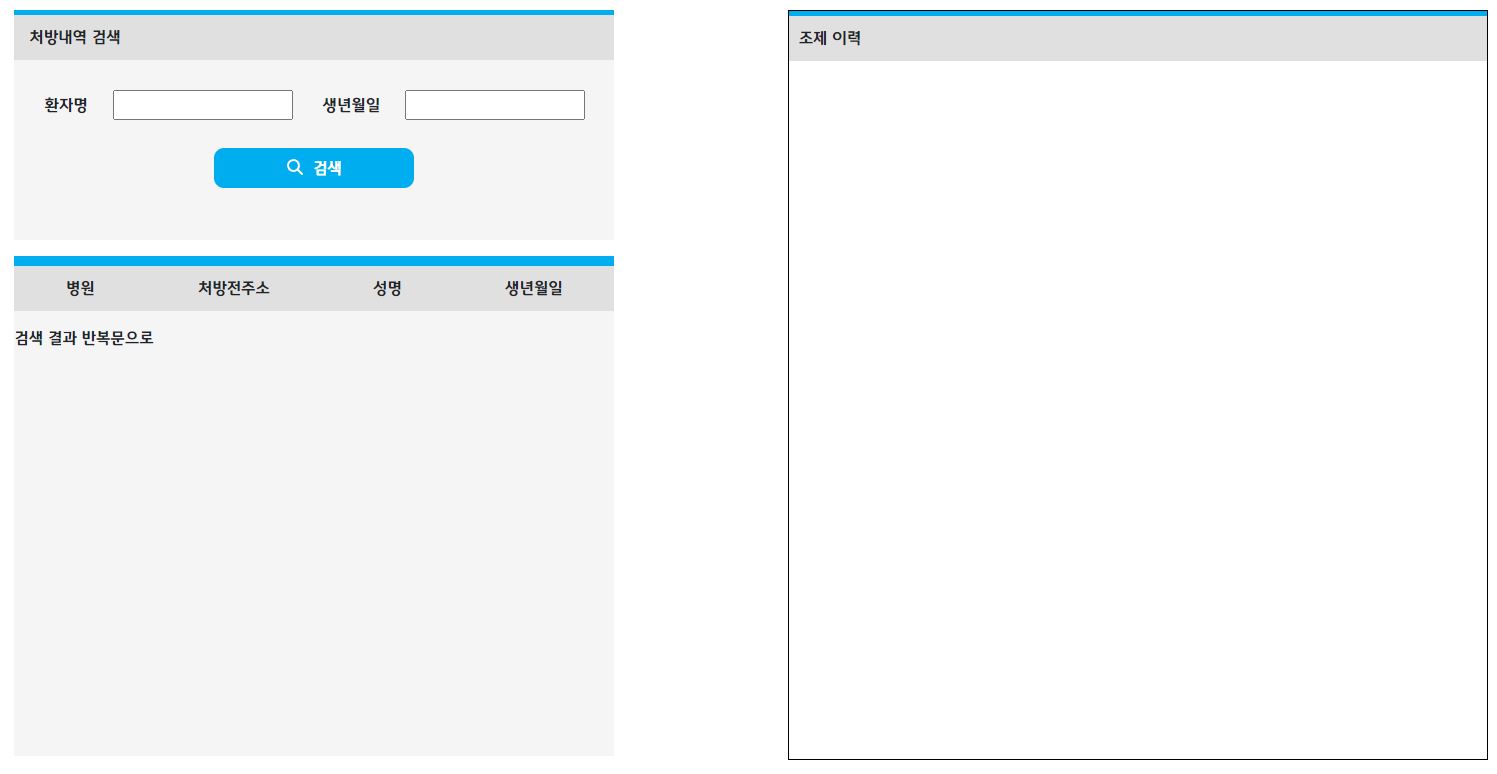 처방내역 검색
환자명 생년월일
검색
병원 처방전주소 성명 생년월일
검색 결과 반복문으로
조제 이력